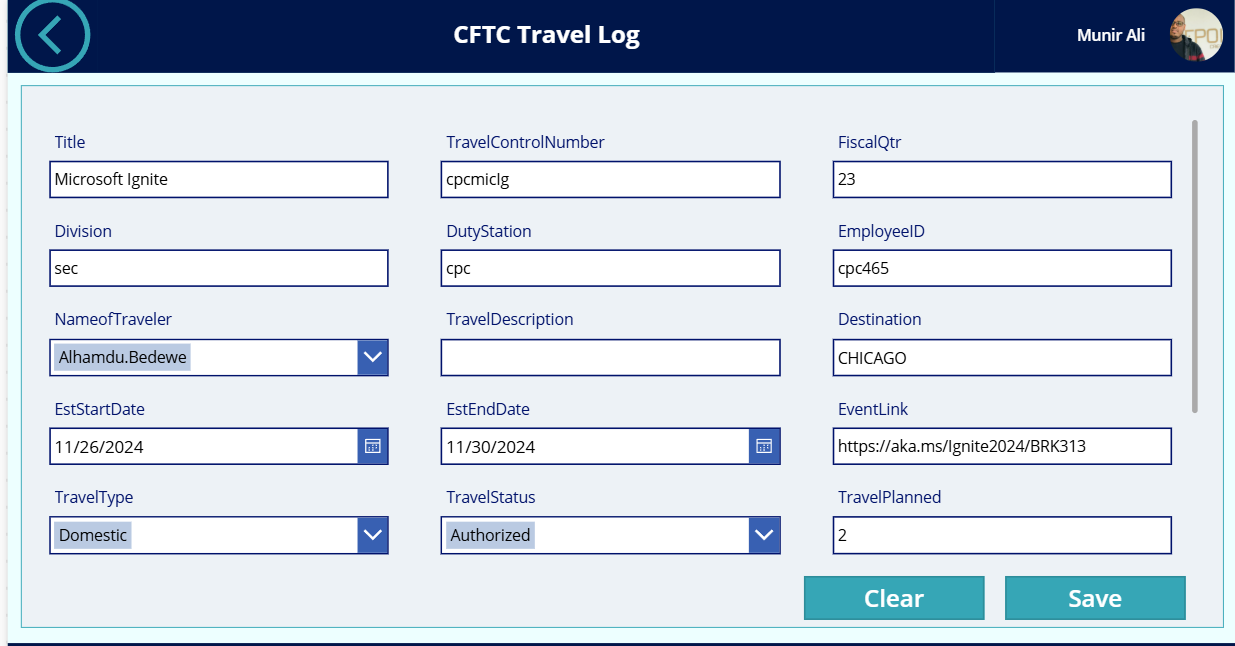 CFTC Travel Log
Munir Ali
Title TravelControlNumber FiscalQtr
Microsoft Ignite cpcmicIg 23
Division DutyStation EmployeeID
sec cpc cpc465
NameofTraveler TravelDescription Destination
Alhamdu.Bedewe CHICAGO
EstStartDate EstEndDate EventLink
11/26/2024 11/30/2024 https://aka.ms/Ignite2024/BRK313
TravelType TravelStatus TravelPlanned
Domestic Authorized 2
Clear Save